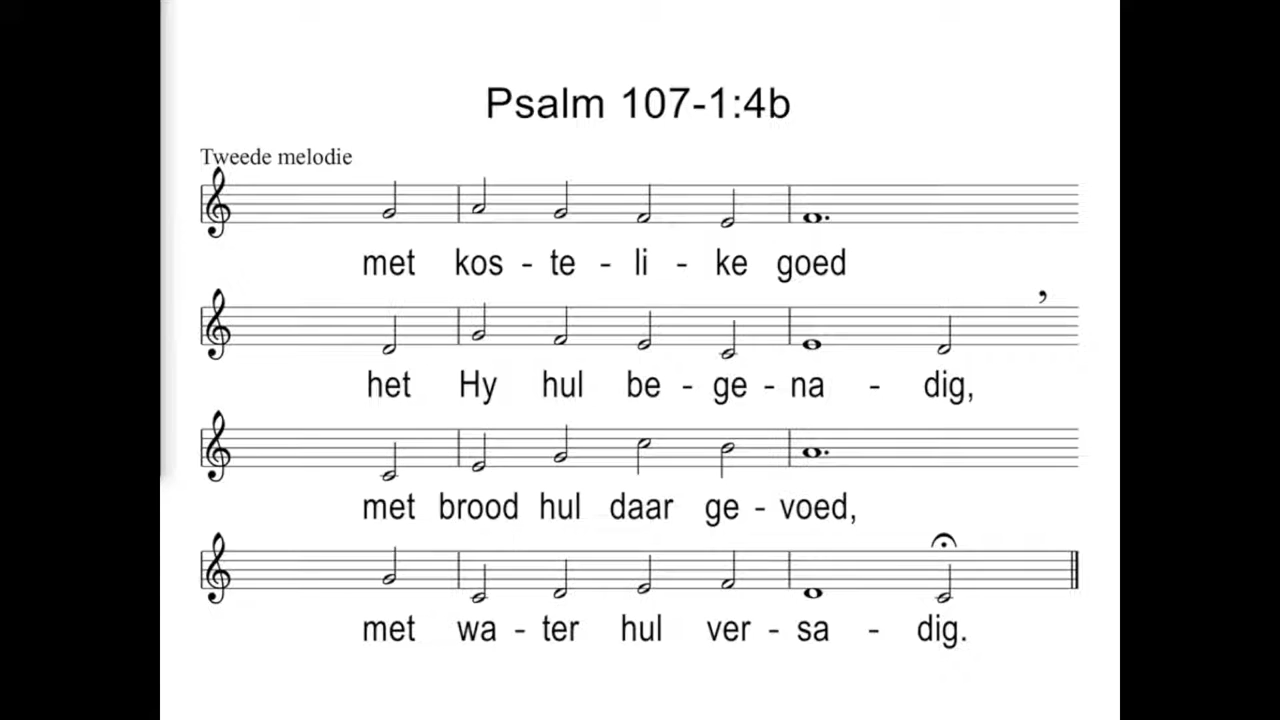 Psalm 107-1:4b
Tweede melodie
met kos - te - li - ke goed
het Hy hul be - ge - na - dig,
met brood hul daar ge - voed,
met wa - ter hul ver - sa - dig.